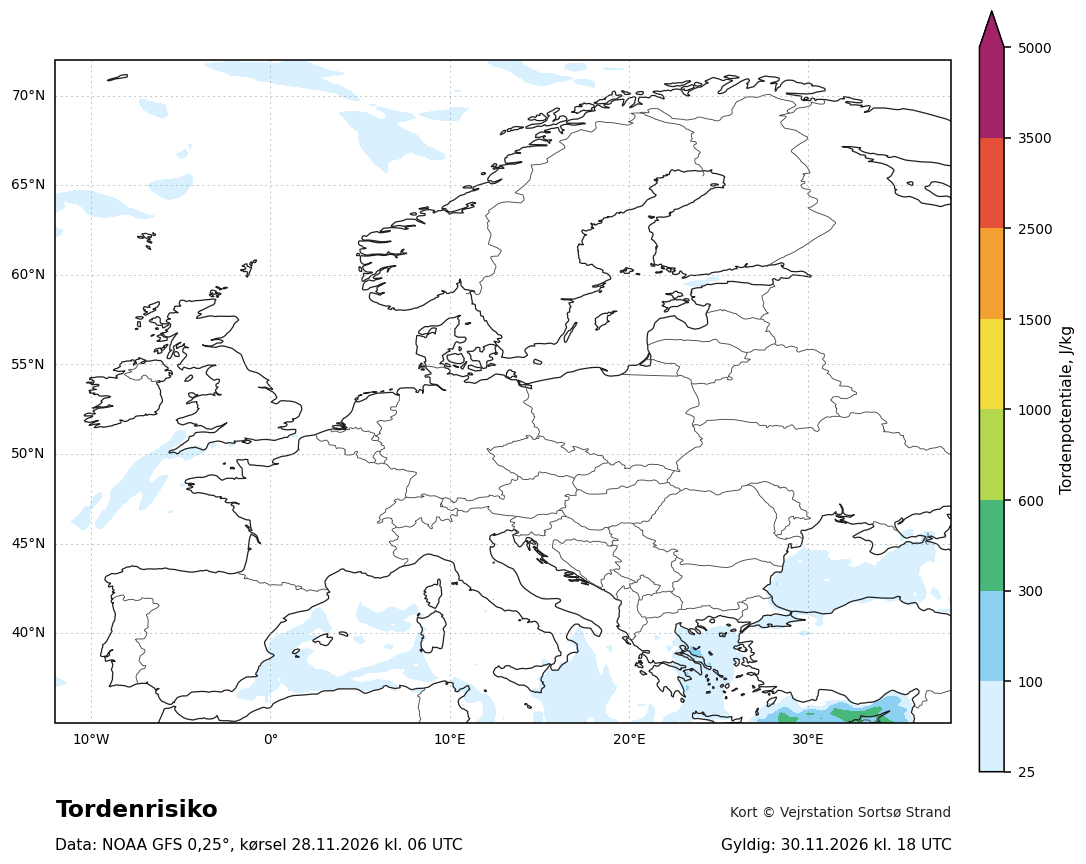 5000
3500
2500
1500
1000
600
300
100
25
Tordenpotentiale, J/kg
70°N
65°N
60°N
55°N
50°N
45°N
40°N
10°W
0°
10°E
20°E
30°E
Tordenrisiko
Kort © Vejrstation Sortsø Strand
Data: NOAA GFS 0,25°, kørsel 28.11.2026 kl. 06 UTC
Gyldig: 30.11.2026 kl. 18 UTC